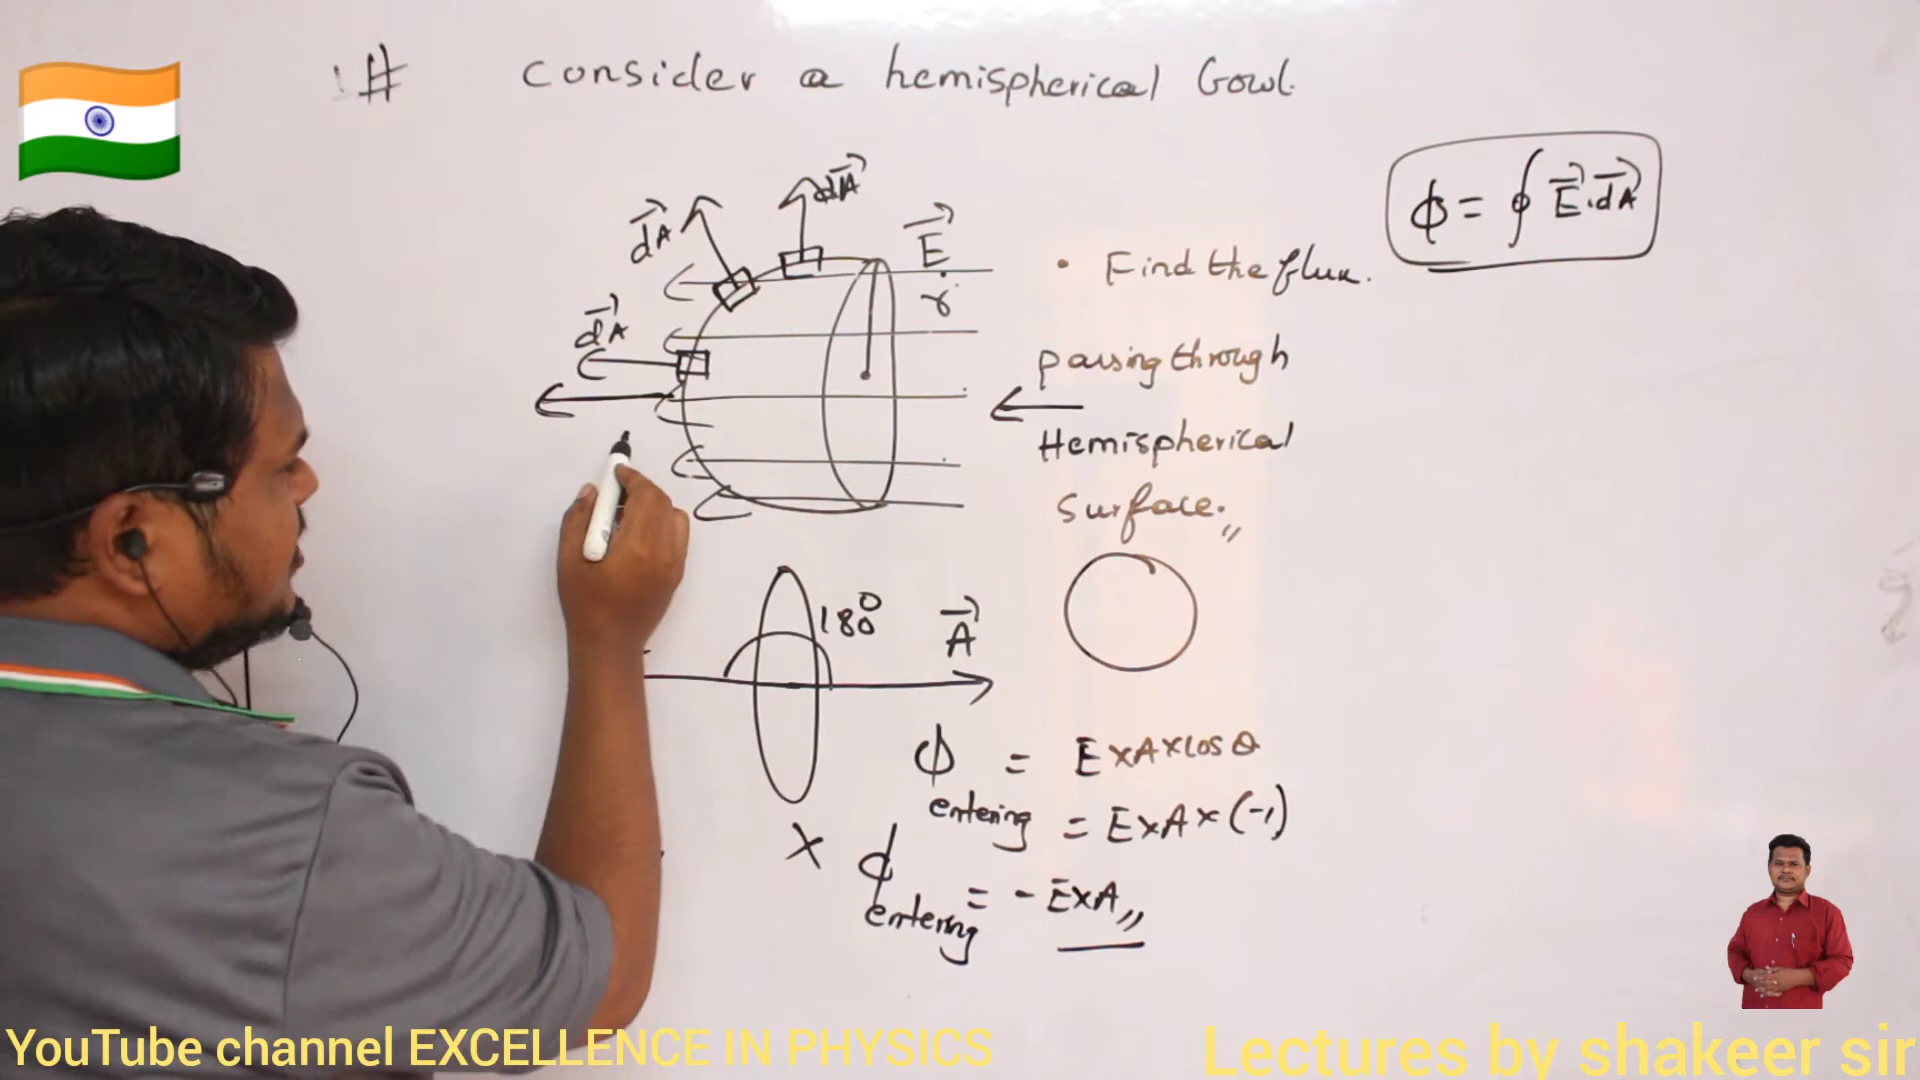 # Consider a hemispherical bowl.
ϕ = ∮ E⃗.dA⃗
dA⃗
dA⃗
dA⃗
E⃗
r
• Find the flux.
passing through
Hemispherical
surface.
180°
A⃗
ϕ entering = E×A×cosθ
= E×A×(-1)
× ϕ entering = - E×A
YouTube channel EXCELLENCE IN PHYSICS
Lectures by shakeer sir